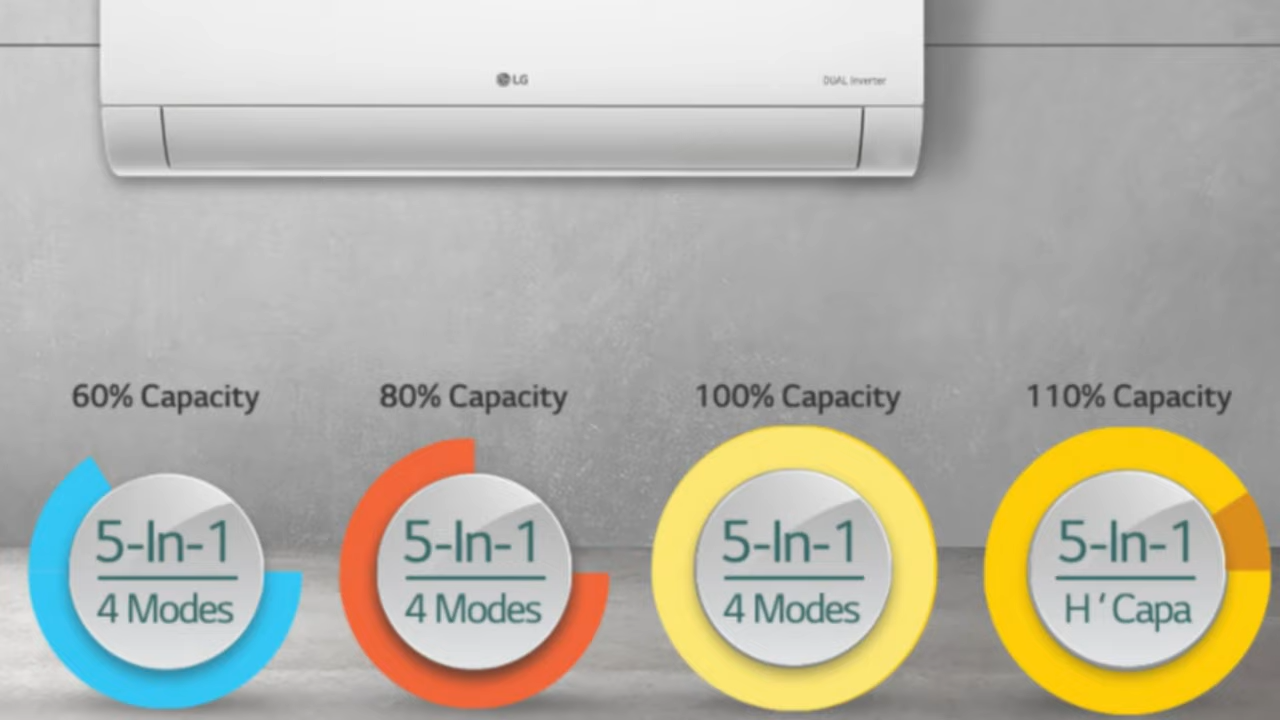 LG
DUAL Inverter
60% Capacity
80% Capacity
100% Capacity
110% Capacity
5-In-1
4 Modes
5-In-1
4 Modes
5-In-1
4 Modes
5-In-1
H'Capa